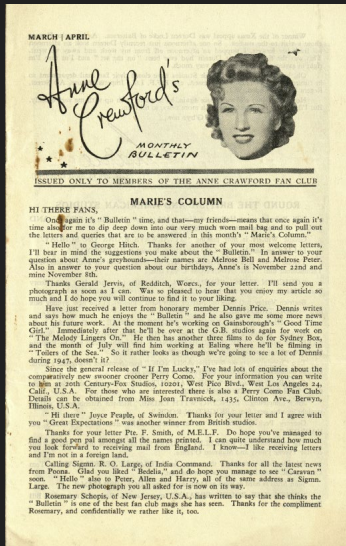 MARCH | APRIL
Anne
Crawford's
MONTHLY
BULLETIN
ISSUED ONLY TO MEMBERS OF THE ANNE CRAWFORD FAN CLUB
MARIE'S COLUMN
HI THERE FANS,
Once again it's " Bulletin " time, and that—my friends—means that once again it's
time also for me to dip deep down into our very much worn mail bag and to pull out
the letters and queries that are to be answered in this month's " Marie's Column."
" Hello " to George Hitch. Thanks for another of your most welcome letters,
I'll bear in mind the suggestions you make about the " Bulletin." In answer to your
question about Anne's greyhounds—their names are Melrose Bell and Melrose Peter.
Also in answer to your question about our birthdays, Anne's is November 22nd and
mine November 8th.
Thanks Gerald Jervis, of Redditch, Worcs., for your letter. I'll send you a
photograph as soon as I can. Was so pleased to hear that you enjoy my article so
much and I do hope you will continue to find it to your liking.
Have just received a letter from honorary member Dennis Price. Dennis writes
and says how much he enjoys the " Bulletin " and he also gave me some more news
about his future work. At the moment he's working on Gainsborough's " Good Time
Girl." Immediately after that he'll be over at the G.B. studios again for work on
" The Melody Lingers On." He then has another three films to do for Sydney Box,
and the month of July will find him working at Ealing where he'll be filming in
" Toilers of the Sea." So it rather looks as though we're going to see a lot of Dennis
during 1947, doesn't it?
Since the general release of " If I'm Lucky," I've had lots of enquiries about the
comparatively new swooner crooner Perry Como. For your information you can write
to him at 20th Century-Fox Studios, 10201, West Pico Blvd., West Los Angeles 24,
Calif., U.S.A. For those who are interested there is also a Perry Como Fan Club.
Details can be obtained from Miss Joan Travnicek, 1435, Clinton Ave., Berwyn,
Illinois, U.S.A.
" Hi there " Joyce Peaple, of Swindon. Thanks for your letter and I agree with
you " Great Expectations " was another winner from British studios.
Thanks for your letter Pte. F. Smith, of M.E.L.F. Do hope you've managed to
find a good pen pal amongst all the names printed. I can quite understand how much
you look forward to receiving mail from England. I know—I like receiving letters
and I'm not in a foreign land.
Calling Sigmn. R. O. Large, of India Command. Thanks for all the latest news
from Poona. Glad you liked " Bedelia," and do hope you manage to see " Caravan "
soon. " Hello " also to Peter, Allen and Harry, all of the same address as Sigmn.
Large. The new photograph you all asked for is now on its way.
Rosemary Schepis, of New Jersey, U.S.A., has written to say that she thinks the
" Bulletin " is one of the best fan club mags she has seen. Thanks for the compliment
Rosemary, and confidentially we rather like it, too.